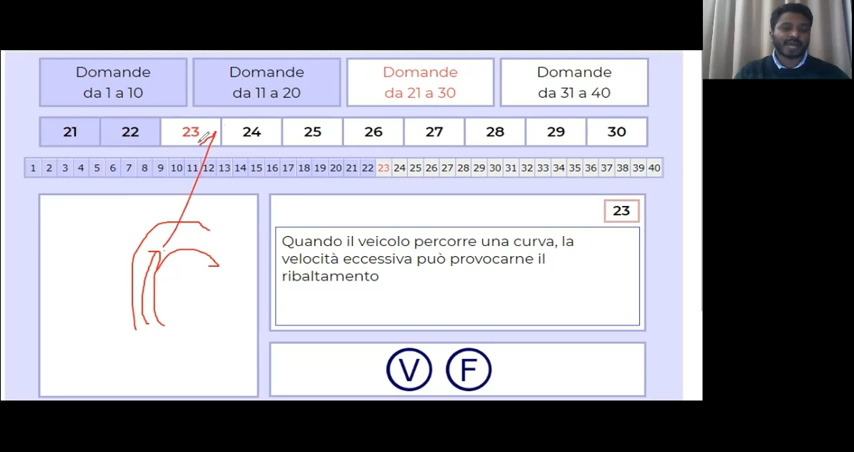 Domande
da 1 a 10
Domande
da 11 a 20
Domande
da 21 a 30
Domande
da 31 a 40
21 22 23 24 25 26 27 28 29 30
1 2 3 4 5 6 7 8 9 10 11 12 13 14 15 16 17 18 19 20 21 22 23 24 25 26 27 28 29 30 31 32 33 34 35 36 37 38 39 40
23
Quando il veicolo percorre una curva, la
velocità eccessiva può provocarne il
ribaltamento
V F